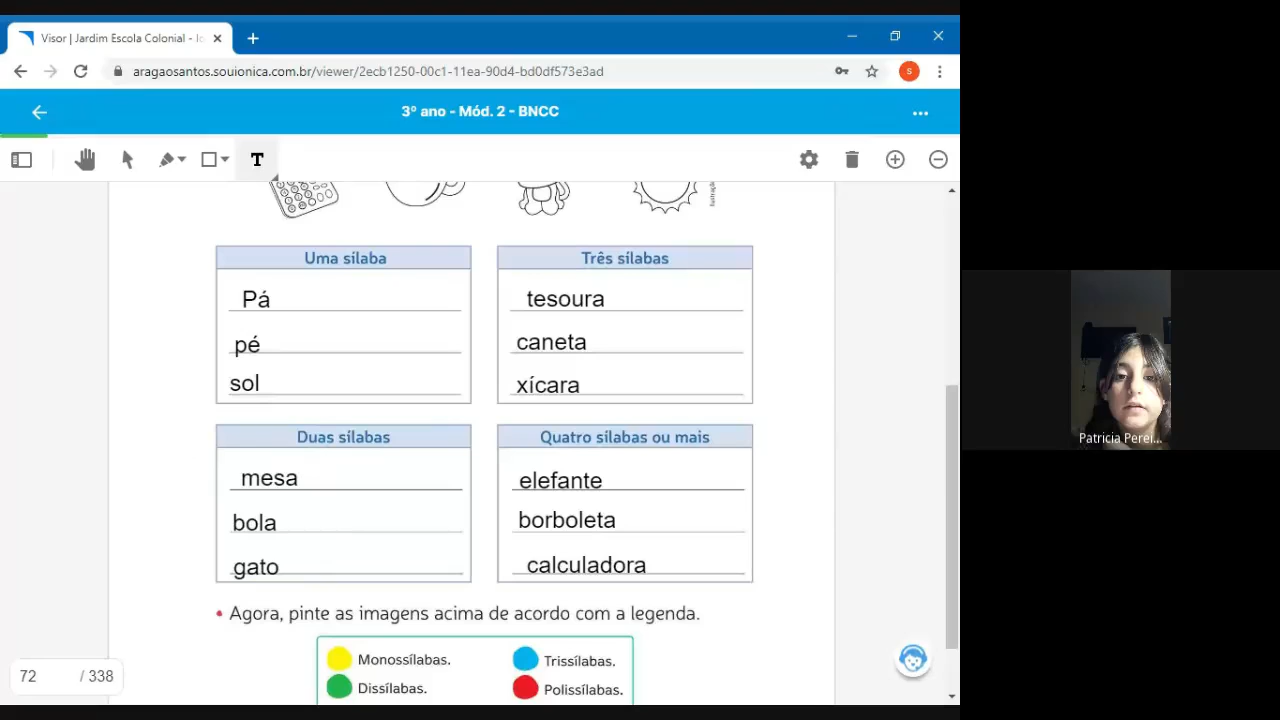 Visor | Jardim Escola Colonial - Io
aragaosantos.souionica.com.br/viewer/2ecb1250-00c1-11ea-90d4-bd0df573e3ad
S
3º ano - Mód. 2 - BNCC
T
Uma sílaba
Pá
pé
sol
Três sílabas
tesoura
caneta
xícara
Duas sílabas
mesa
bola
gato
Quatro sílabas ou mais
elefante
borboleta
calculadora
• Agora, pinte as imagens acima de acordo com a legenda.
Monossílabas.
Trissílabas.
Dissílabas.
Polissílabas.
72 / 338
Patricia Perei...